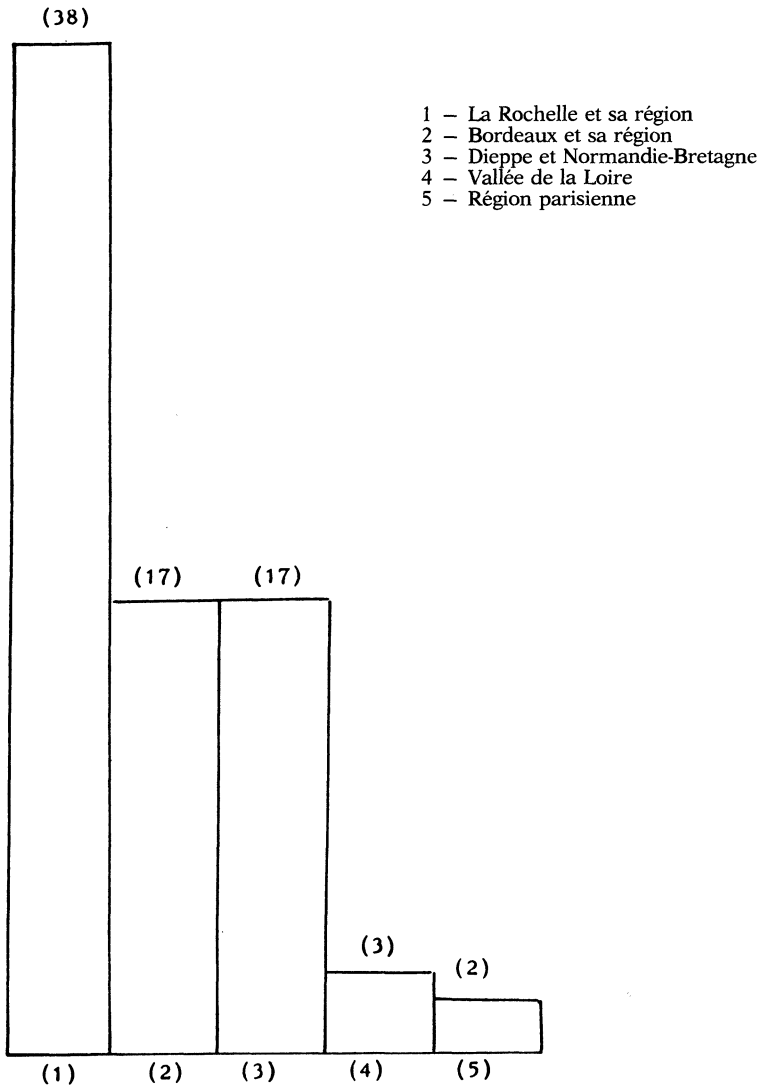 (38)
1 – La Rochelle et sa région
2 – Bordeaux et sa région
3 – Dieppe et Normandie-Bretagne
4 – Vallée de la Loire
5 – Région parisienne
(17) (17)
(3) (2)
(1) (2) (3) (4) (5)